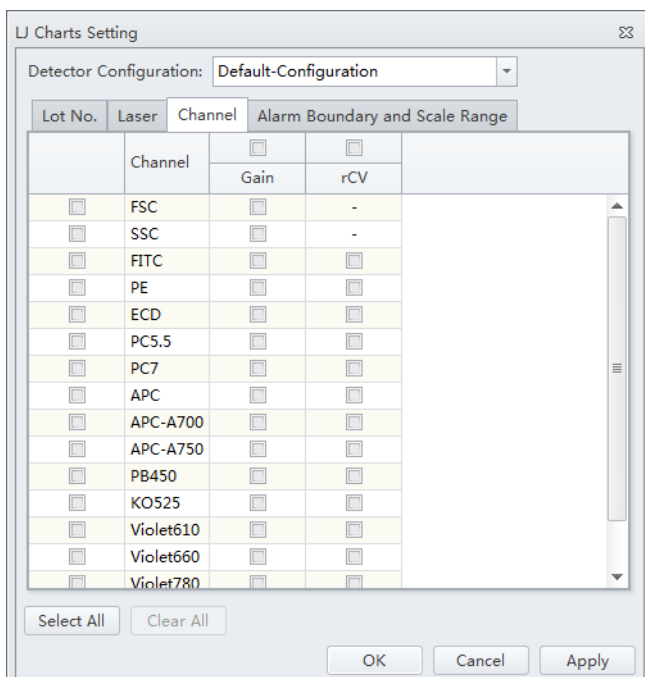 LJ Charts Setting
Detector Configuration: Default-Configuration
Lot No. Laser Channel Alarm Boundary and Scale Range
Channel
Gain rCV
FSC -
SSC -
FITC
PE
ECD
PC5.5
PC7
APC
APC-A700
APC-A750
PB450
KO525
Violet610
Violet660
Violet780
Select All Clear All
OK Cancel Apply